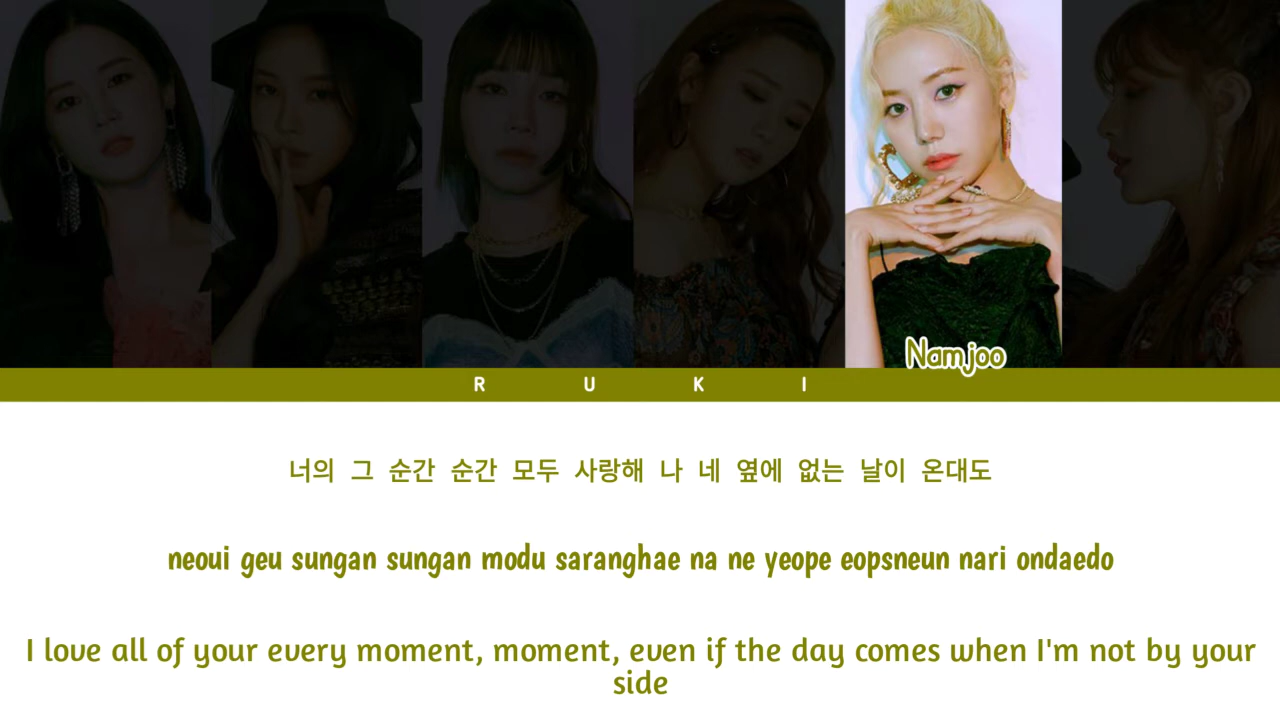 Namjoo
R U K I
너의 그 순간 순간 모두 사랑해 나 네 옆에 없는 날이 온대도
neoui geu sungan sungan modu saranghae na ne yeope eopsneun nari ondaedo
I love all of your every moment, moment, even if the day comes when I'm not by your
side